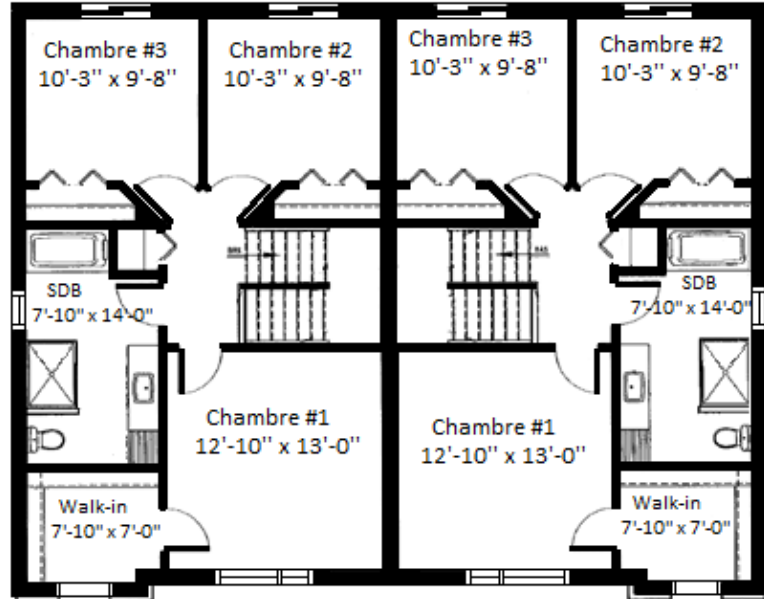 Chambre #3
10'-3" x 9'-8"
Chambre #2
10'-3" x 9'-8"
Chambre #3
10'-3" x 9'-8"
Chambre #2
10'-3" x 9'-8"
SDB
7'-10" x 14'-0"
SDB
7'-10" x 14'-0"
Chambre #1
12'-10" x 13'-0"
Chambre #1
12'-10" x 13'-0"
Walk-in
7'-10" x 7'-0"
Walk-in
7'-10" x 7'-0"